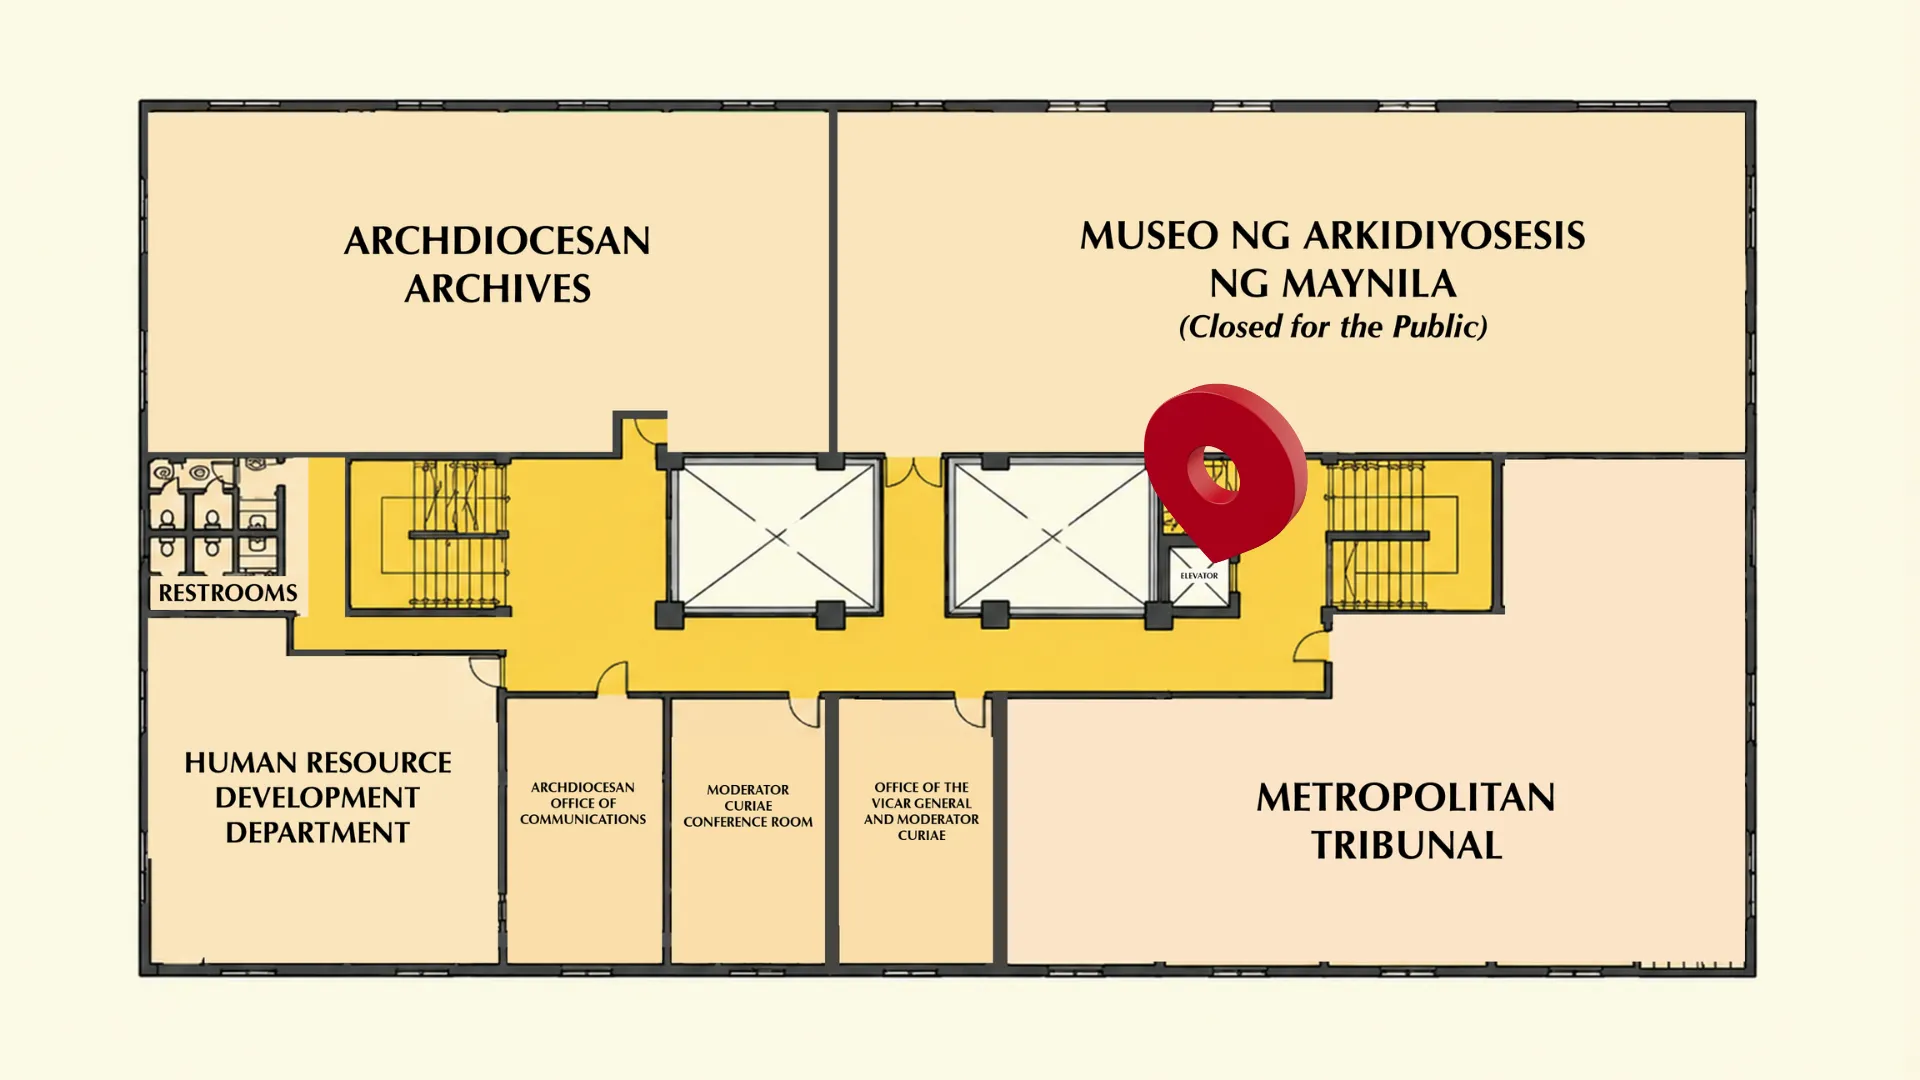 ARCHDIOCESAN
ARCHIVES
MUSEO NG ARKIDIYOSESIS
NG MAYNILA
(Closed for the Public)
ELEVATOR
RESTROOMS
HUMAN RESOURCE
DEVELOPMENT
DEPARTMENT
ARCHDIOCESAN
OFFICE OF
COMMUNICATIONS
MODERATOR
CURIAE
CONFERENCE ROOM
OFFICE OF THE
VICAR GENERAL
AND MODERATOR
CURIAE
METROPOLITAN
TRIBUNAL